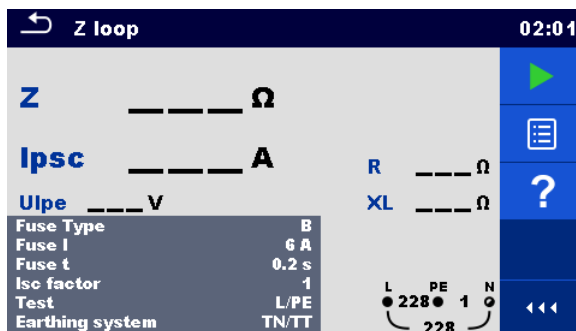 Z loop 02:01
Z ___ Ω
Ipsc ___ A
R ___ Ω
Ulpe ___ V
XL ___ Ω
?
Fuse Type B
Fuse I 6 A
Fuse t 0.2 s
Isc factor 1
Test L/PE
Earthing system TN/TT
L PE N
228 1
228